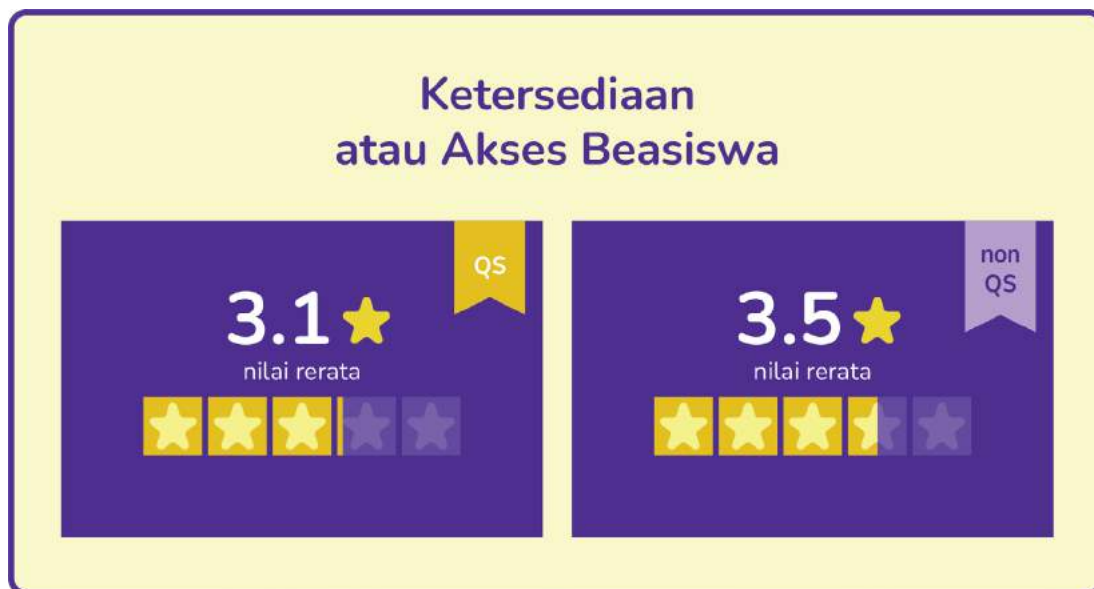 Ketersediaan
atau Akses Beasiswa
QS
3.1
nilai rerata
non
QS
3.5
nilai rerata